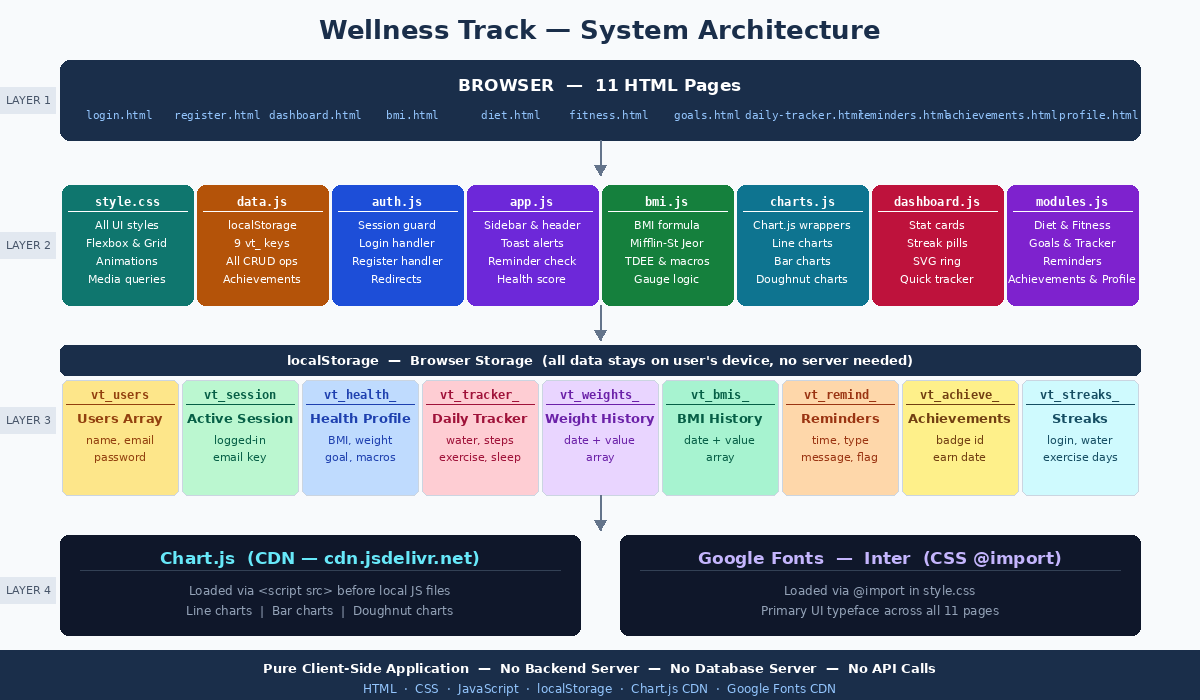 Wellness Track — System Architecture
LAYER 1
BROWSER — 11 HTML Pages
login.html register.html dashboard.html bmi.html diet.html fitness.html goals.html daily-tracker.html reminders.html achievements.html profile.html
LAYER 2
style.css
All UI styles
Flexbox & Grid
Animations
Media queries
data.js
localStorage
9 vt_ keys
All CRUD ops
Achievements
auth.js
Session guard
Login handler
Register handler
Redirects
app.js
Sidebar & header
Toast alerts
Reminder check
Health score
bmi.js
BMI formula
Mifflin-St Jeor
TDEE & macros
Gauge logic
charts.js
Chart.js wrappers
Line charts
Bar charts
Doughnut charts
dashboard.js
Stat cards
Streak pills
SVG ring
Quick tracker
modules.js
Diet & Fitness
Goals & Tracker
Reminders
Achievements & Profile
localStorage — Browser Storage (all data stays on user's device, no server needed)
LAYER 3
vt_users
Users Array
name, email
password
vt_session
Active Session
logged-in
email key
vt_health_
Health Profile
BMI, weight
goal, macros
vt_tracker_
Daily Tracker
water, steps
exercise, sleep
vt_weights_
Weight History
date + value
array
vt_bmis_
BMI History
date + value
array
vt_remind_
Reminders
time, type
message, flag
vt_achieve_
Achievements
badge id
earn date
vt_streaks_
Streaks
login, water
exercise days
LAYER 4
Chart.js (CDN — cdn.jsdelivr.net)
Loaded via <script src> before local JS files
Line charts | Bar charts | Doughnut charts
Google Fonts — Inter (CSS @import)
Loaded via @import in style.css
Primary UI typeface across all 11 pages
Pure Client-Side Application — No Backend Server — No Database Server — No API Calls
HTML · CSS · JavaScript · localStorage · Chart.js CDN · Google Fonts CDN